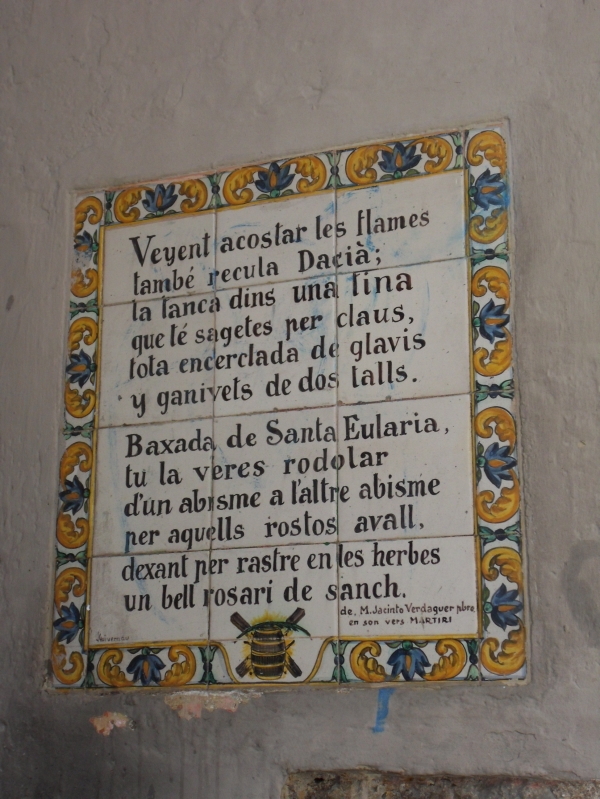 Veyent acostar les flames
també recula Dacià;
la tanca dins una tina
que té sagetes per claus,
tota encerclada de glavis
y ganivets de dos talls.
Baxada de Santa Eularia,
tu la veres rodolar
d'un abisme a l'altre abisme
per aquells rostos avall,
dexant per rastre en les herbes
un bell rosari de sanch.
de, M. Jacinto Verdaguer pbre,
en son vers MARTIRI